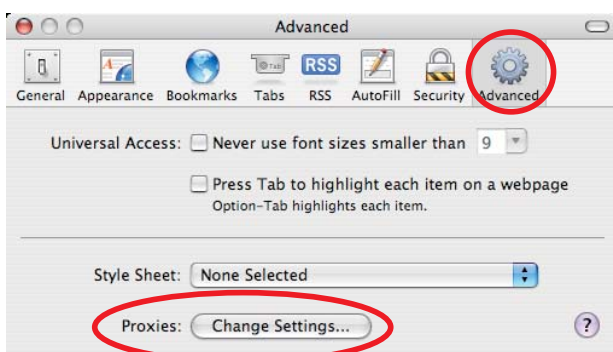 Advanced
RSS
General Appearance Bookmarks Tabs RSS AutoFill Security Advanced
Universal Access: Never use font sizes smaller than 9
Press Tab to highlight each item on a webpage
Option-Tab highlights each item.
Style Sheet: None Selected
Proxies: Change Settings... ?